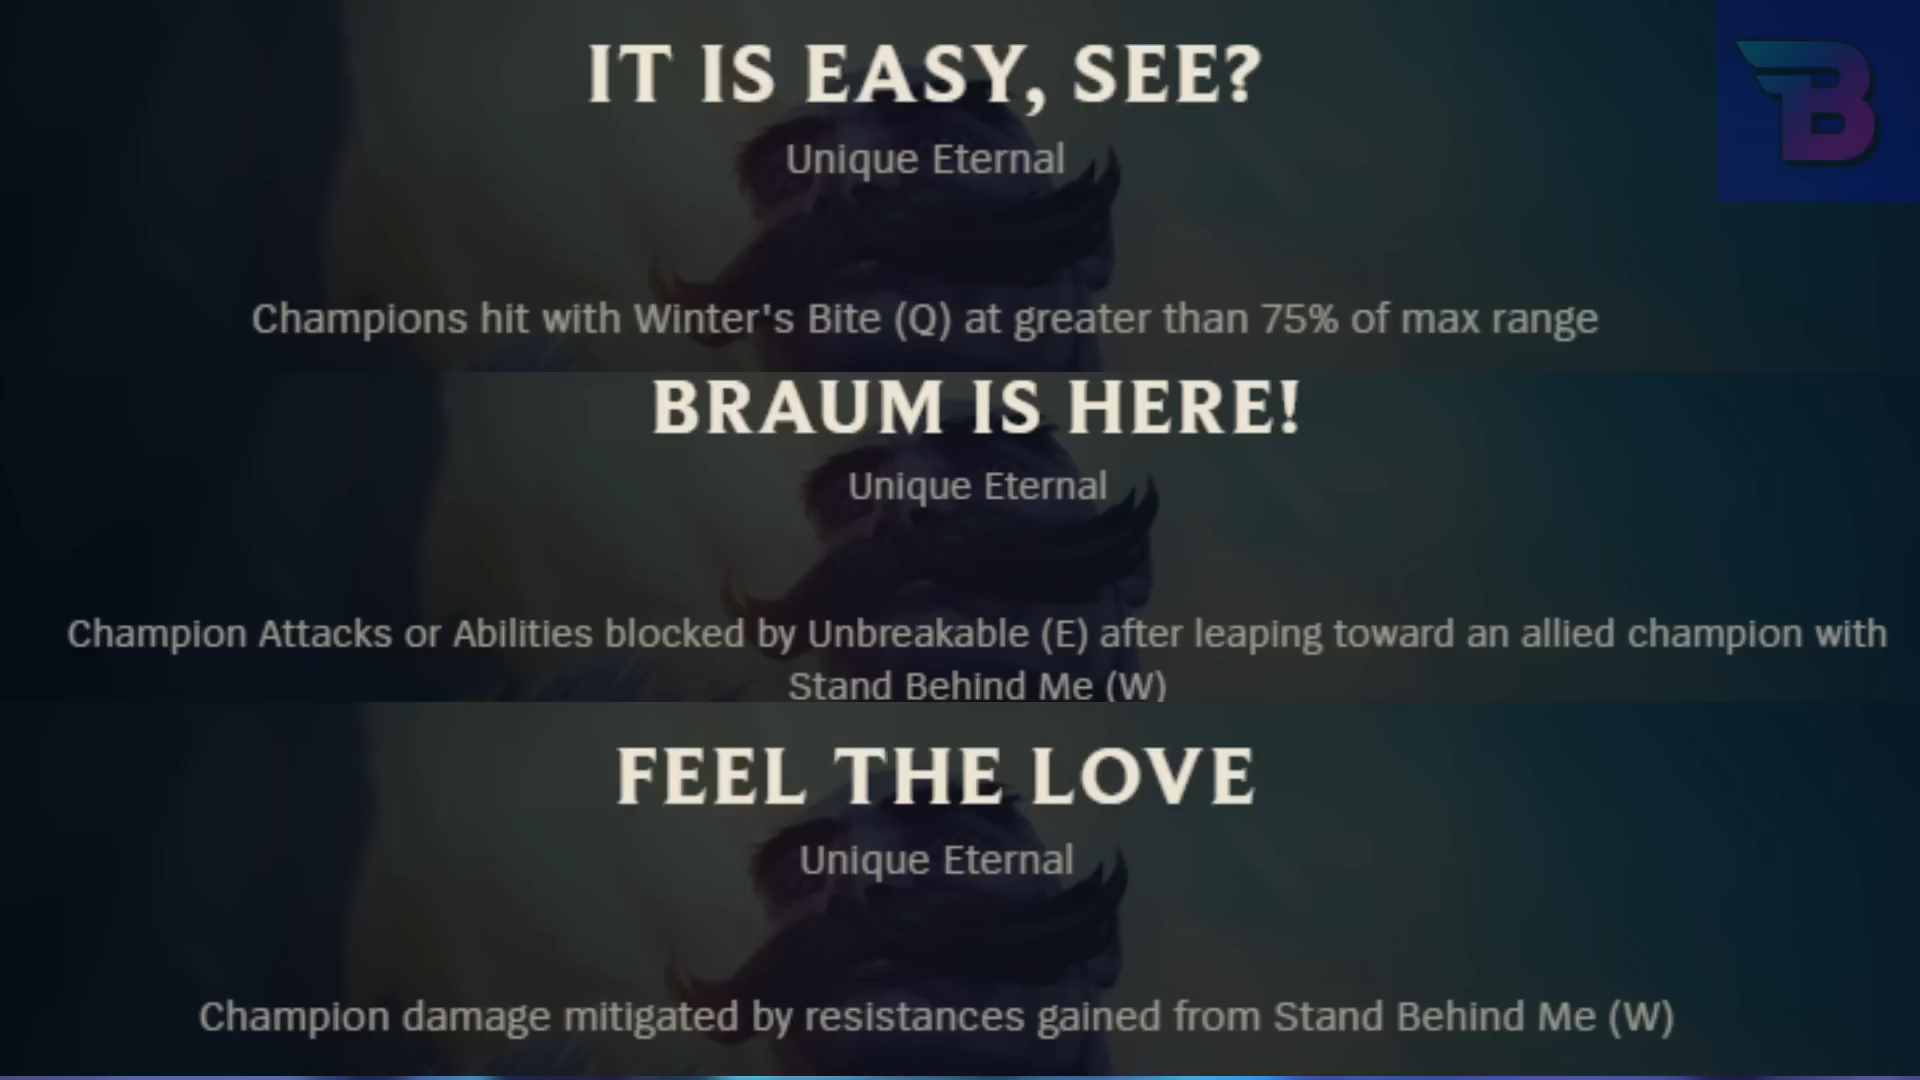 IT IS EASY, SEE?
Unique Eternal
Champions hit with Winter's Bite (Q) at greater than 75% of max range
BRAUM IS HERE!
Unique Eternal
Champion Attacks or Abilities blocked by Unbreakable (E) after leaping toward an allied champion with
Stand Behind Me (W)
FEEL THE LOVE
Unique Eternal
Champion damage mitigated by resistances gained from Stand Behind Me (W)
B